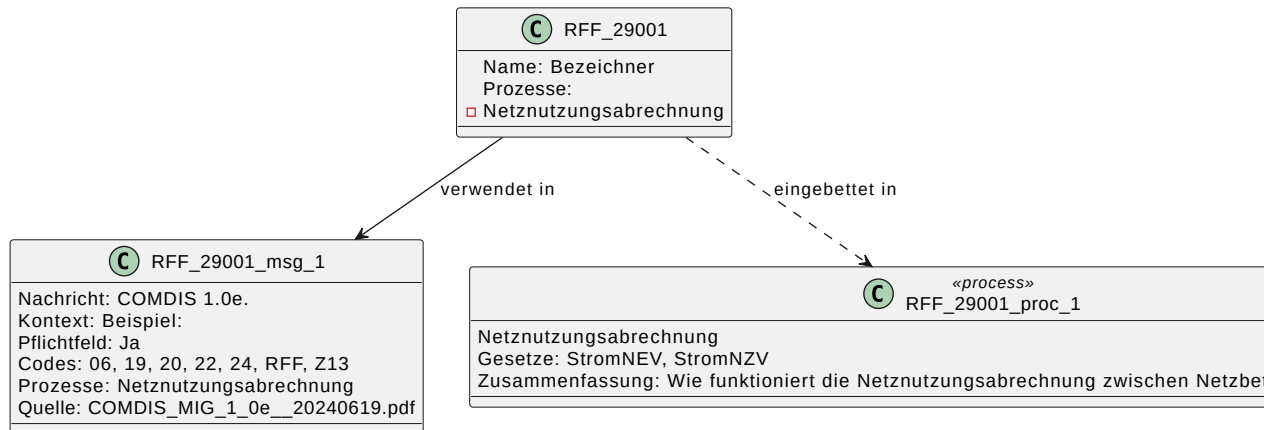 C RFF_29001
Name: Bezeichner
Prozesse:
Netznutzungsabrechnung
verwendet in
eingebettet in
C RFF_29001_msg_1
Nachricht: COMDIS 1.0e.
Kontext: Beispiel:
Pflichtfeld: Ja
Codes: 06, 19, 20, 22, 24, RFF, Z13
Prozesse: Netznutzungsabrechnung
Quelle: COMDIS_MIG_1_0e__20240619.pdf
«process»
C RFF_29001_proc_1
Netznutzungsabrechnung
Gesetze: StromNEV, StromNZV
Zusammenfassung: Wie funktioniert die Netznutzungsabrechnung zwischen Netzbet